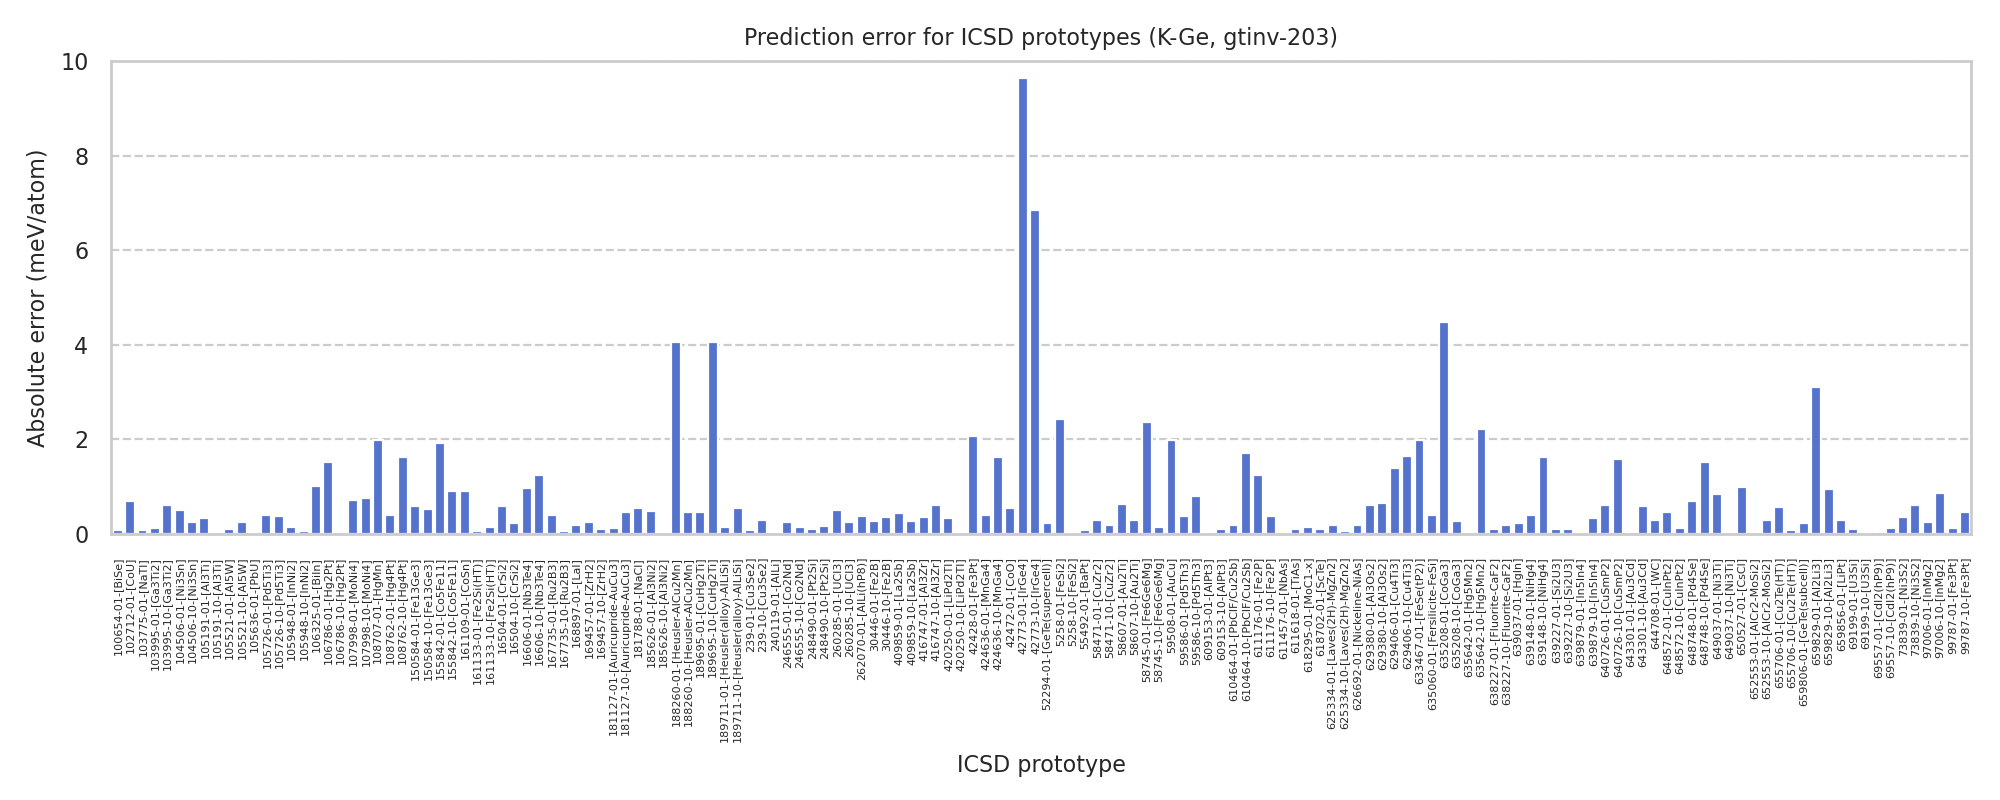 Prediction error for ICSD prototypes (K-Ge, gtinv-203)
Absolute error (meV/atom)
10
8
6
4
2
0
100654-01-[BiSe]
102712-01-[CoU]
103775-01-[NaTl]
103995-01-[Ga3Ti2]
103995-10-[Ga3Ti2]
104506-01-[Ni3Sn]
104506-10-[Ni3Sn]
105191-01-[Al3Ti]
105191-10-[Al3Ti]
105521-01-[Al5W]
105521-10-[Al5W]
105636-01-[PbU]
105726-01-[Pd5Ti3]
105726-10-[Pd5Ti3]
105948-01-[InNi2]
105948-10-[InNi2]
106325-01-[BiIn]
106786-01-[Hg2Pt]
106786-10-[Hg2Pt]
107998-01-[MoNi4]
107998-10-[MoNi4]
108707-01-[HgMn]
108762-01-[Hg4Pt]
108762-10-[Hg4Pt]
150584-01-[Fe13Ge3]
150584-10-[Fe13Ge3]
155842-01-[Co5Fe11]
155842-10-[Co5Fe11]
161109-01-[CoSn]
161133-01-[Fe2Si(HT)]
161133-10-[Fe2Si(HT)]
16504-01-[CrSi2]
16504-10-[CrSi2]
16606-01-[Nb3Te4]
16606-10-[Nb3Te4]
167735-01-[Ru2B3]
167735-10-[Ru2B3]
168897-01-[LaI]
169457-01-[ZrH2]
169457-10-[ZrH2]
181127-01-[Auricupride-AuCu3]
181127-10-[Auricupride-AuCu3]
181788-01-[NaCl]
185626-01-[Al3Ni2]
185626-10-[Al3Ni2]
188260-01-[Heusler-AlCu2Mn]
188260-10-[Heusler-AlCu2Mn]
189695-01-[CuHg2Ti]
189695-10-[CuHg2Ti]
189711-01-[Heusler(alloy)-AlLiSi]
189711-10-[Heusler(alloy)-AlLiSi]
239-01-[Cu3Se2]
239-10-[Cu3Se2]
240119-01-[AlLi]
246555-01-[Co2Nd]
246555-10-[Co2Nd]
248490-01-[Pt2Si]
248490-10-[Pt2Si]
260285-01-[UCl3]
260285-10-[UCl3]
262070-01-[AlLi(hP8)]
30446-01-[Fe2B]
30446-10-[Fe2B]
409859-01-[La2Sb]
409859-10-[La2Sb]
416747-01-[Al3Zr]
416747-10-[Al3Zr]
420250-01-[LiPd2Tl]
420250-10-[LiPd2Tl]
42428-01-[Fe3Pt]
424636-01-[MnGa4]
424636-10-[MnGa4]
42472-01-[CoO]
42773-01-[IrGe4]
42773-10-[IrGe4]
52294-01-[GeTe(supercell)]
5258-01-[FeSi2]
5258-10-[FeSi2]
55492-01-[BaPt]
58471-01-[CuZr2]
58471-10-[CuZr2]
58607-01-[Au2Ti]
58607-10-[Au2Ti]
58745-01-[Fe6Ge6Mg]
58745-10-[Fe6Ge6Mg]
59508-01-[AuCu]
59586-01-[Pd5Th3]
59586-10-[Pd5Th3]
609153-01-[AlPt3]
609153-10-[AlPt3]
610464-01-[PbClF/Cu2Sb]
610464-10-[PbClF/Cu2Sb]
611176-01-[Fe2P]
611176-10-[Fe2P]
611457-01-[NbAs]
611618-01-[TiAs]
618295-01-[MoC1-x]
618702-01-[ScTe]
625334-01-[Laves(2H)-MgZn2]
625334-10-[Laves(2H)-MgZn2]
626692-01-[Nickeline-NiAs]
629380-01-[Al3Os2]
629380-10-[Al3Os2]
629406-01-[Cu4Ti3]
629406-10-[Cu4Ti3]
633467-01-[FeSe(tP2)]
635060-01-[Fersilicite-FeSi]
635208-01-[CoGa3]
635208-10-[CoGa3]
635642-01-[Hg5Mn2]
635642-10-[Hg5Mn2]
638227-01-[Fluorite-CaF2]
638227-10-[Fluorite-CaF2]
639037-01-[HgIn]
639148-01-[NiHg4]
639148-10-[NiHg4]
639227-01-[Si2U3]
639227-10-[Si2U3]
639879-01-[In5In4]
639879-10-[In5In4]
640726-01-[CuSmP2]
640726-10-[CuSmP2]
643301-01-[Au3Cd]
643301-10-[Au3Cd]
644708-01-[WC]
648572-01-[CuInPt2]
648572-10-[CuInPt2]
648748-01-[Pd4Se]
648748-10-[Pd4Se]
649037-01-[Ni3Ti]
649037-10-[Ni3Ti]
650527-01-[CsCl]
652553-01-[AlCr2-MoSi2]
652553-10-[AlCr2-MoSi2]
655706-01-[Cu2Te(HT)]
655706-10-[Cu2Te(HT)]
659806-01-[GeTe(subcell)]
659829-01-[Al2Li3]
659829-10-[Al2Li3]
659856-01-[LiPt]
69199-01-[U3Si]
69199-10-[U3Si]
69557-01-[CdI2(hP9)]
69557-10-[CdI2(hP9)]
73839-01-[Ni3S2]
73839-10-[Ni3S2]
97006-01-[InMg2]
97006-10-[InMg2]
99787-01-[Fe3Pt]
99787-10-[Fe3Pt]
ICSD prototype